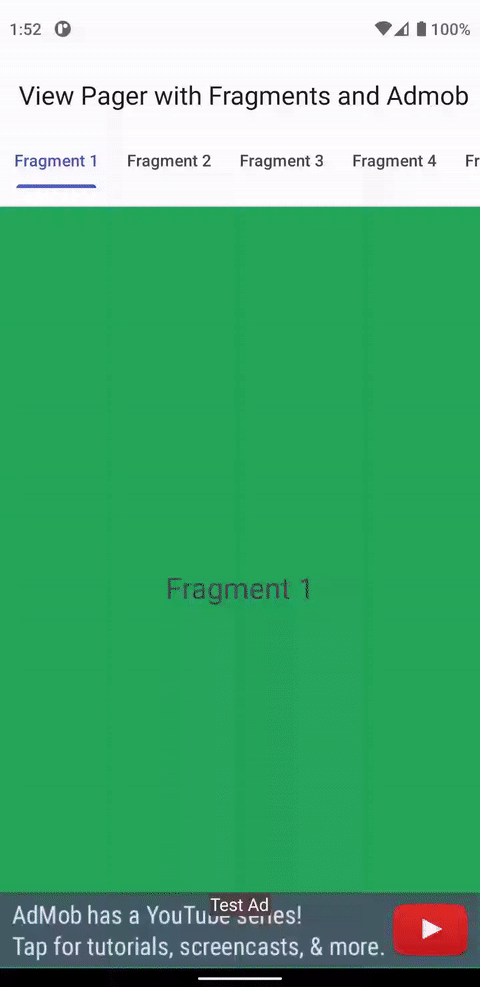 1:52 100%
View Pager with Fragments and Admob
Fragment 1 Fragment 2 Fragment 3 Fragment 4 Fr
Fragment 1
Test Ad
AdMob has a YouTube series!
Tap for tutorials, screencasts, & more.